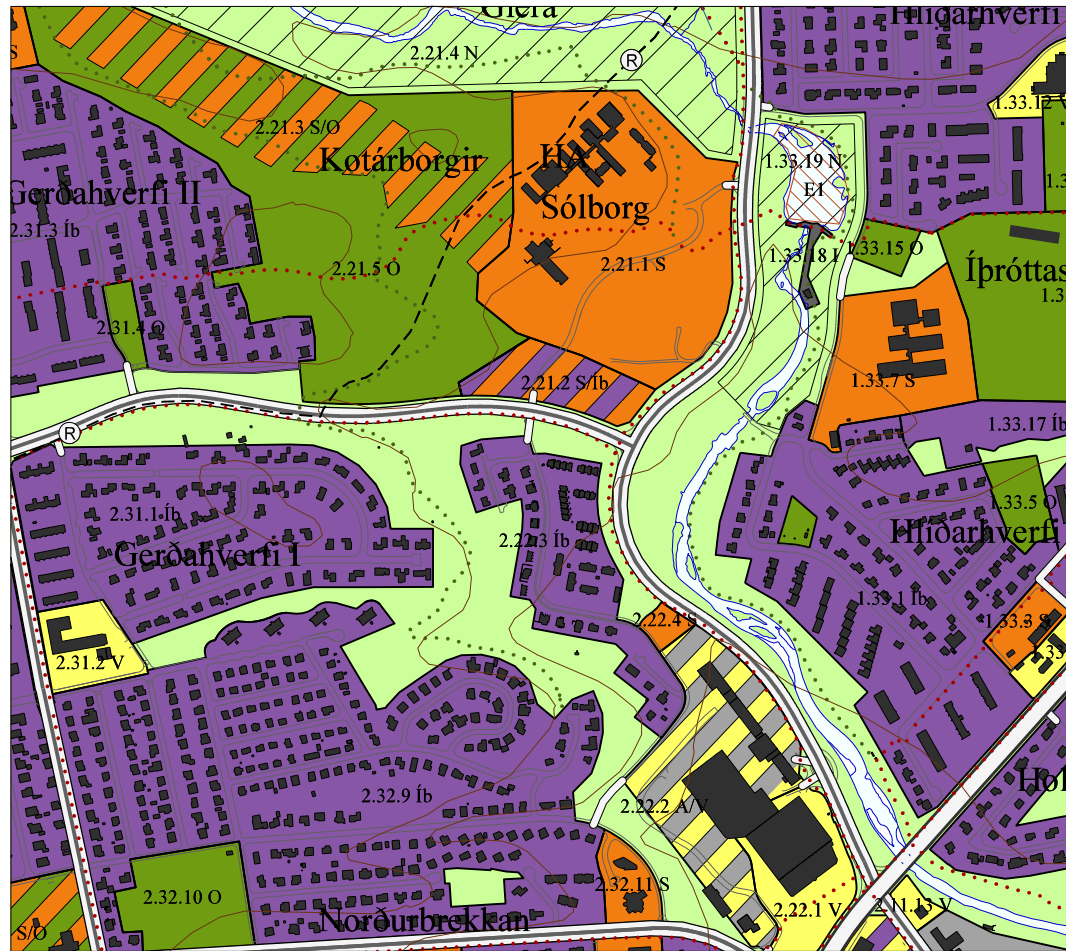 Glerá
Hlíðarhverfi
S
2.21.4 N
R
1.33.12 V
2.21.3 S/O
Kotárborgir
HA
1.33.19 N
E1
Gerðahverfi II
Sólborg
2.31.3 Íb
2.21.5 O
2.21.1 S
1.33.18 I
1.33.15 O
Íþróttas
2.31.4 O
2.21.2 S/Íb
1.33.7 S
1.33.17 Íb
R
2.31.1 Íb
1.33.5 O
Gerðahverfi I
2.22.3 Íb
Hlíðarhverfi
1.33.1 Íb
2.22.4 S
1.33.3 S
2.31.2 V
1.33
Hol
2.32.9 Íb
2.22.2 A/V
2.32.10 O
2.32.11 S
2.22.1 V
2.11.13 V
Norðurbrekkan
S/O